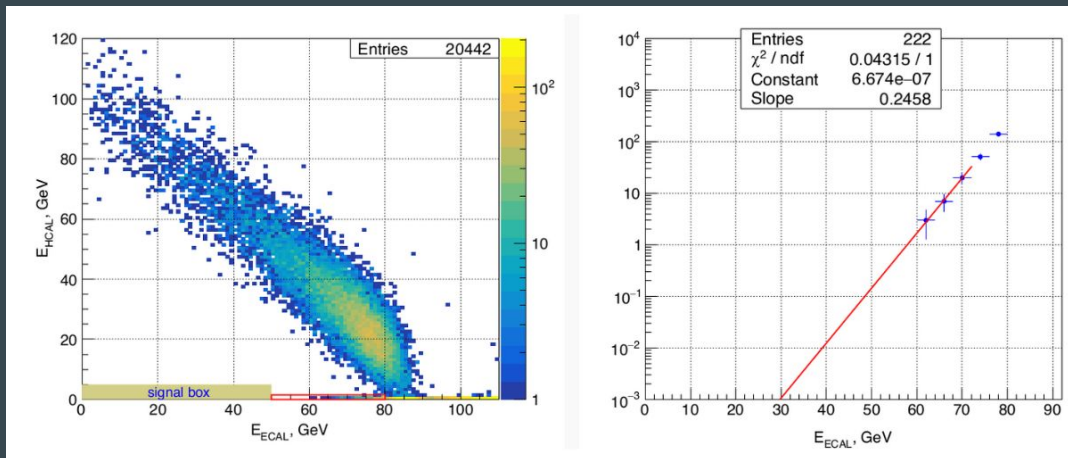 Entries 20442
120
100
80
60
40
20
0
E_HCAL, GeV
signal box
0 20 40 60 80 100
E_ECAL, GeV
10²
10
1
Entries 222
χ² / ndf 0.04315 / 1
Constant 6.674e−07
Slope 0.2458
10⁴
10³
10²
10
1
10⁻¹
10⁻²
10⁻³
0 10 20 30 40 50 60 70 80 90
E_ECAL, GeV